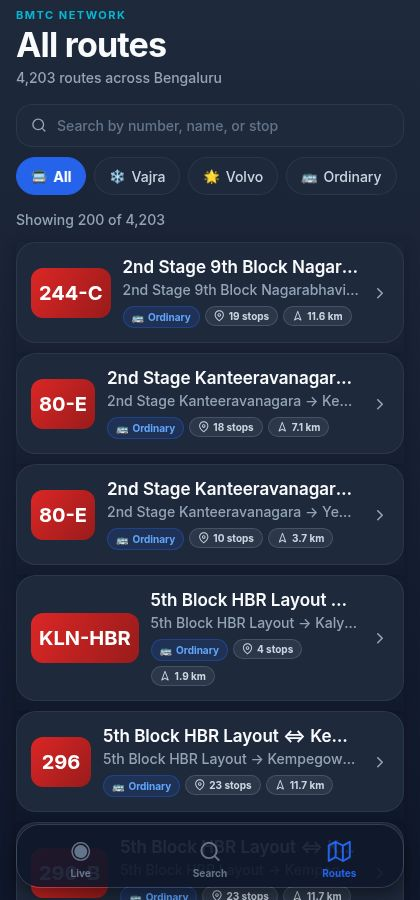 BMTC NETWORK
All routes
4,203 routes across Bengaluru
Search by number, name, or stop
All
Vajra
Volvo
Ordinary
Showing 200 of 4,203
244-C
2nd Stage 9th Block Nagar...
2nd Stage 9th Block Nagarabhavi...
Ordinary
19 stops
11.6 km
80-E
2nd Stage Kanteeravanagar...
2nd Stage Kanteeravanagara → Ke...
Ordinary
18 stops
7.1 km
80-E
2nd Stage Kanteeravanagar...
2nd Stage Kanteeravanagara → Ye...
Ordinary
10 stops
3.7 km
KLN-HBR
5th Block HBR Layout ...
5th Block HBR Layout → Kaly...
Ordinary
4 stops
1.9 km
296
5th Block HBR Layout ⇔ Ke...
5th Block HBR Layout → Kempegow...
Ordinary
23 stops
11.7 km
296-B
5th Block HBR Layout ⇔
5th Block HBR Layout → Kemp
Ordinary
23 stops
11.7 km
Live
Search
Routes